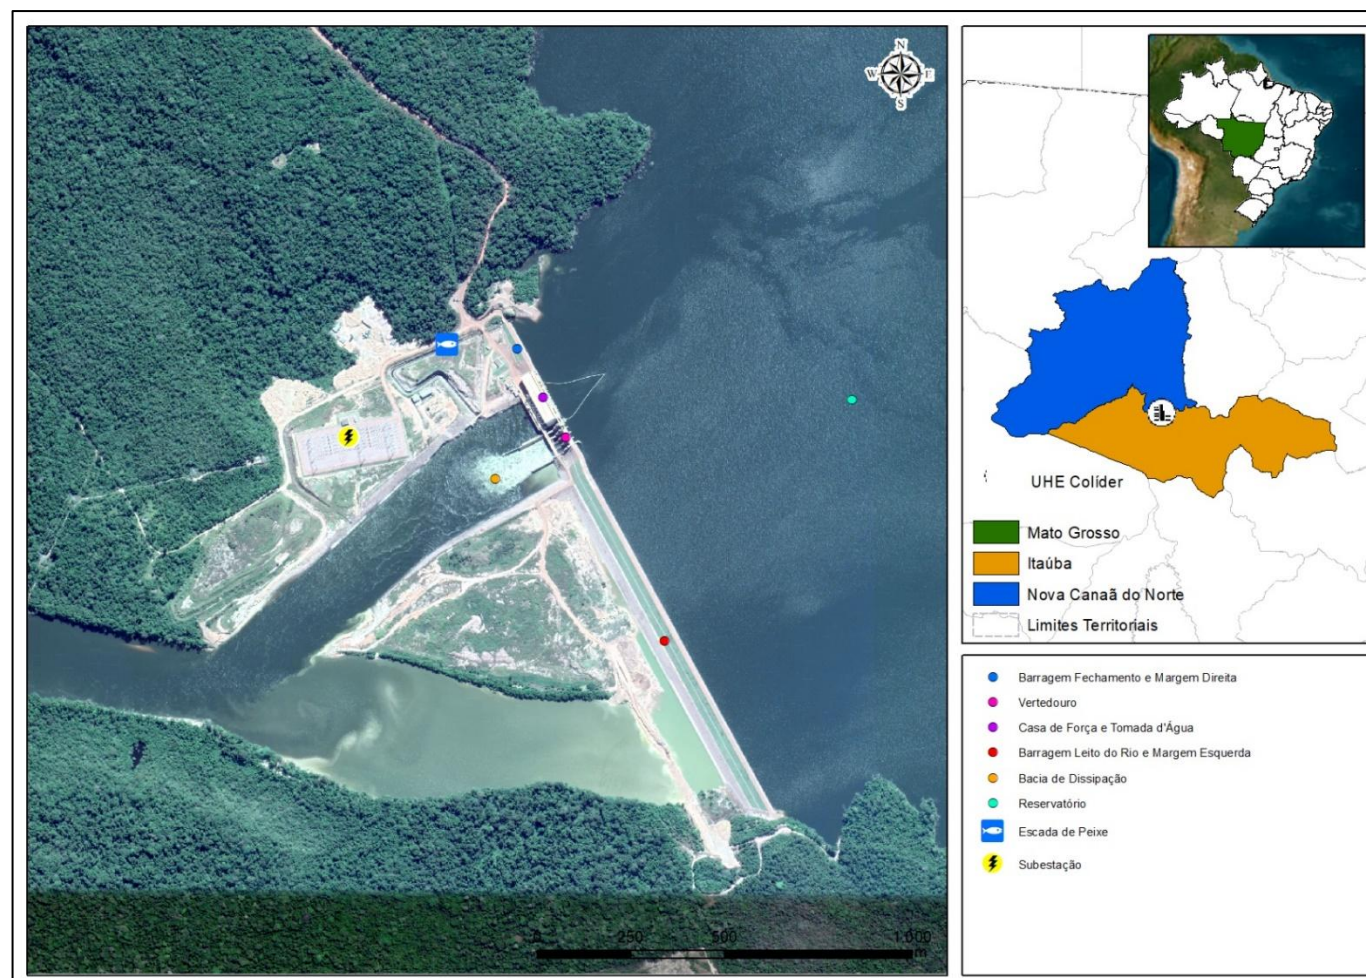 N
W E
S
0 250 500 1.000
m
UHE Colíder
Mato Grosso
Itaúba
Nova Canaã do Norte
Limites Territoriais
Barragem Fechamento e Margem Direita
Vertedouro
Casa de Força e Tomada d'Água
Barragem Leito do Rio e Margem Esquerda
Bacia de Dissipação
Reservatório
Escada de Peixe
Subestação